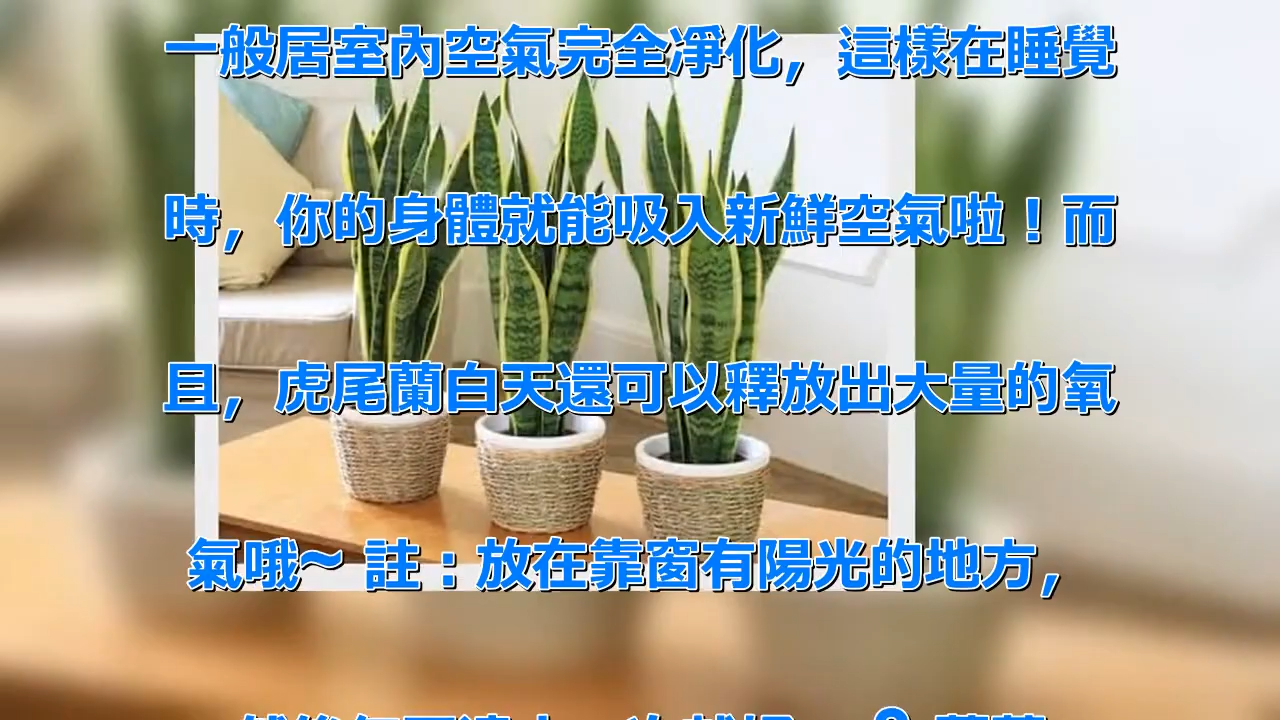 一般居室內空氣完全凈化，這樣在睡覺
時，你的身體就能吸入新鮮空氣啦！而
且，虎尾蘭白天還可以釋放出大量的氧
氣哦～ 註：放在靠窗有陽光的地方，